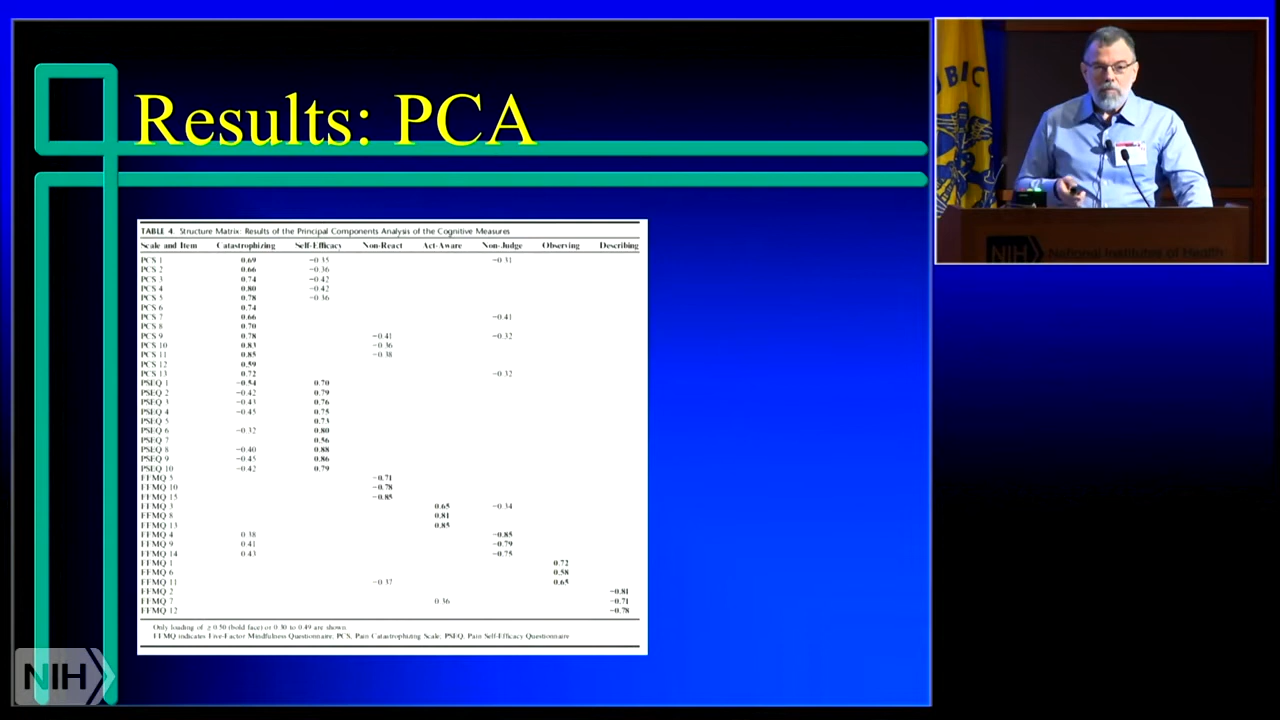 Results: PCA
TABLE 4. Structure Matrix: Results of the Principal Components Analysis of the Cognitive Measures
Scale and Item Catastrophizing Self-Efficacy Non-React Act-Aware Non-Judge Observing Describing
PCS 1 0.69 −0.35 −0.31
PCS 2 0.66 −0.36
PCS 3 0.74 −0.42
PCS 4 0.80 −0.42
PCS 5 0.78 −0.36
PCS 6 0.74
PCS 7 0.66 −0.41
PCS 8 0.70
PCS 9 0.78 −0.41 −0.32
PCS 10 0.83 −0.36
PCS 11 0.85 −0.38
PCS 12 0.59
PCS 13 0.72 −0.32
PSEQ 1 −0.54 0.70
PSEQ 2 −0.42 0.79
PSEQ 3 −0.43 0.76
PSEQ 4 −0.45 0.75
PSEQ 5 0.73
PSEQ 6 −0.32 0.80
PSEQ 7 0.56
PSEQ 8 −0.40 0.88
PSEQ 9 −0.45 0.86
PSEQ 10 −0.42 0.79
FFMQ 5 −0.71
FFMQ 10 −0.78
FFMQ 15 −0.85
FFMQ 3 0.65 −0.34
FFMQ 8 0.81
FFMQ 13 0.85
FFMQ 4 0.38 −0.85
FFMQ 9 0.41 −0.79
FFMQ 14 0.43 −0.75
FFMQ 1 0.72
FFMQ 6 0.58
FFMQ 11 −0.37 0.65
FFMQ 2 −0.81
FFMQ 7 0.36 −0.71
FFMQ 12 −0.78
Only loading of ≥0.50 (bold face) or 0.30 to 0.49 are shown.
FFMQ indicates Five-Factor Mindfulness Questionnaire; PCS, Pain Catastrophizing Scale; PSEQ, Pain Self-Efficacy Questionnaire
NIH
NIH National Institutes of Health